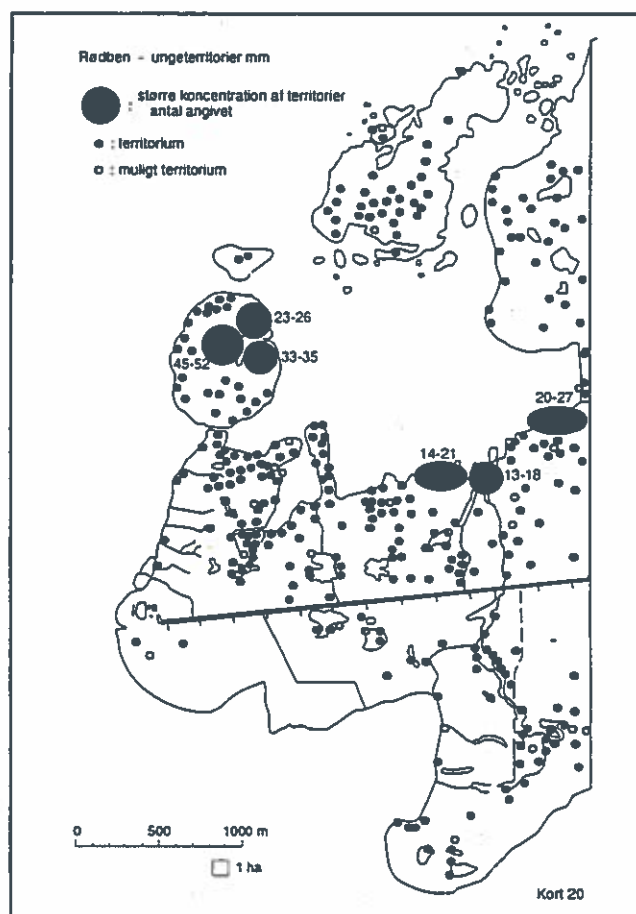 Rødben - ungeterritorier mm
: større koncentration af territorier
antal angivet
: territorium
: muligt territorium
23-26
45-52
33-35
20-27
14-21
13-18
0 500 1000 m
1 ha
Kort 20